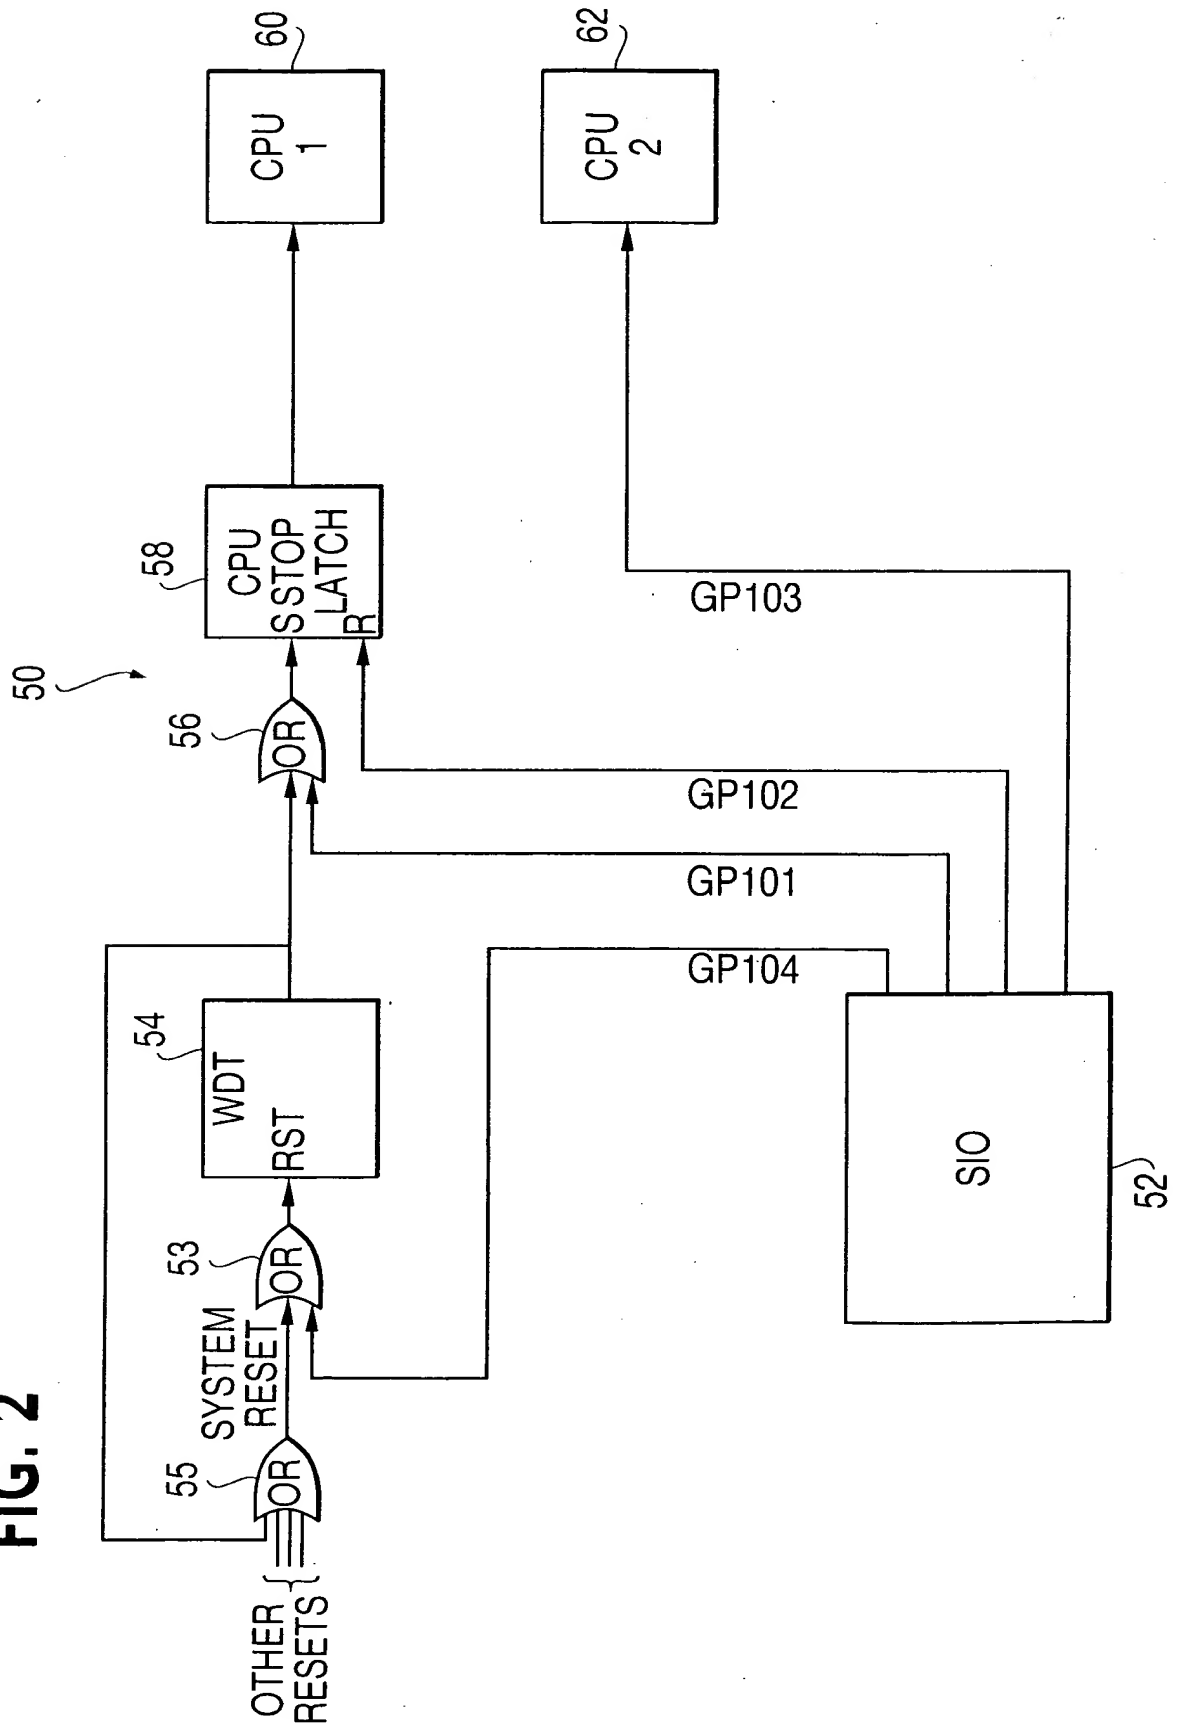 FIG. 2
50
OTHER
RESETS
55
OR
SYSTEM
RESET
53
OR
54
WDT
RST
56
OR
58
CPU
S STOP
LATCH
R
60
CPU
1
62
CPU
2
GP104
GP101
GP102
GP103
SIO
52